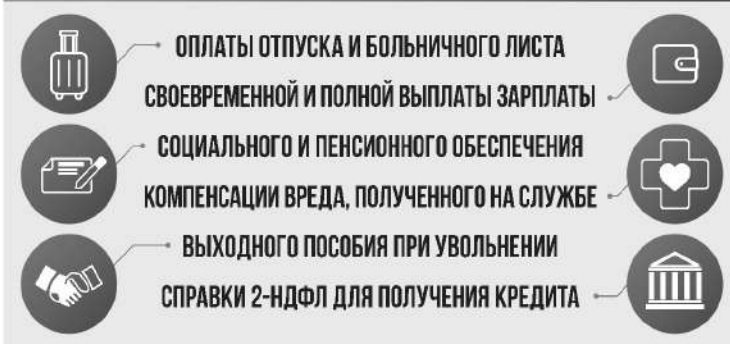 ОПЛАТЫ ОТПУСКА И БОЛЬНИЧНОГО ЛИСТА
СВОЕВРЕМЕННОЙ И ПОЛНОЙ ВЫПЛАТЫ ЗАРПЛАТЫ
СОЦИАЛЬНОГО И ПЕНСИОННОГО ОБЕСПЕЧЕНИЯ
КОМПЕНСАЦИИ ВРЕДА, ПОЛУЧЕННОГО НА СЛУЖБЕ
ВЫХОДНОГО ПОСОБИЯ ПРИ УВОЛЬНЕНИИ
СПРАВКИ 2-НДФЛ ДЛЯ ПОЛУЧЕНИЯ КРЕДИТА